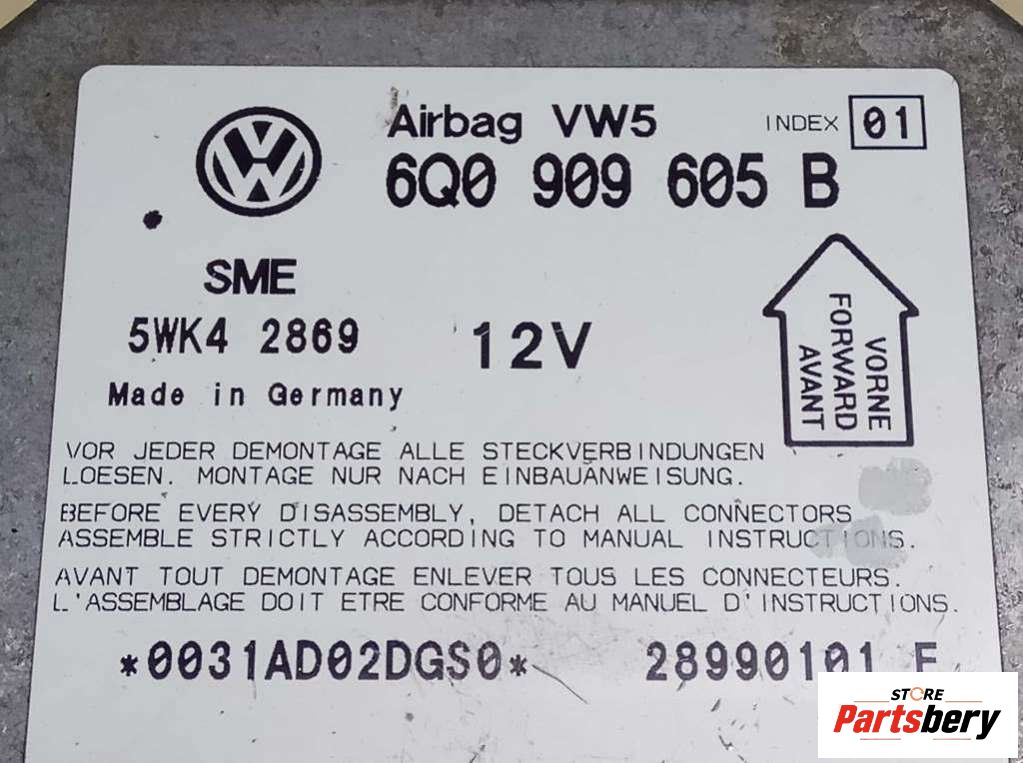 Airbag VW5 INDEX 01
6Q0 909 605 B
SME
5WK4 2869 12V
Made in Germany
VORNE
FORWARD
AVANT
VOR JEDER DEMONTAGE ALLE STECKVERBINDUNGEN
LOESEN. MONTAGE NUR NACH EINBAUANWEISUNG.
BEFORE EVERY DISASSEMBLY, DETACH ALL CONNECTORS
ASSEMBLE STRICTLY ACCORDING TO MANUAL INSTRUCTIONS.
AVANT TOUT DEMONTAGE ENLEVER TOUS LES CONNECTEURS.
L'ASSEMBLAGE DOIT ETRE CONFORME AU MANUEL D'INSTRUCTIONS.
*0031AD02DGS0* 28990101
STORE
Partsbery